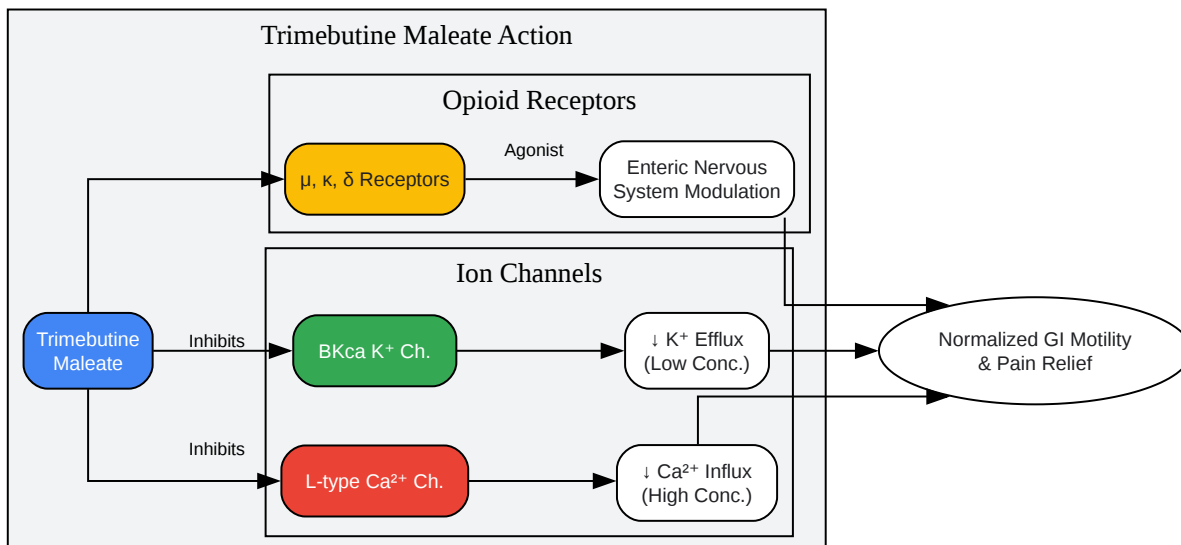 Trimebutine Maleate Action
Opioid Receptors
μ, κ, δ Receptors
Agonist
Enteric Nervous
System Modulation
Ion Channels
Trimebutine
Maleate
Inhibits
BKca K⁺ Ch.
↓ K⁺ Efflux
(Low Conc.)
Normalized GI Motility
& Pain Relief
Inhibits
L-type Ca²⁺ Ch.
↓ Ca²⁺ Influx
(High Conc.)